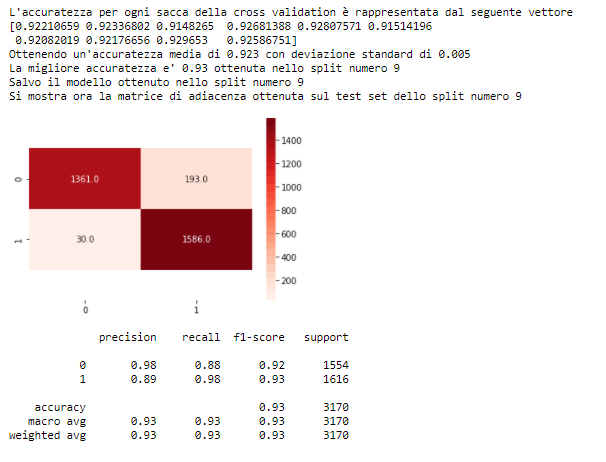 L'accuratezza per ogni sacca della cross validation è rappresentata dal seguente vettore
[0.92210659 0.92336802 0.9148265  0.92681388 0.92807571 0.91514196
 0.92082019 0.92176656 0.929653   0.92586751]
Ottenendo un'accuratezza media di 0.923 con deviazione standard di 0.005
La migliore accuratezza e' 0.93 ottenuta nello split numero 9
Salvo il modello ottenuto nello split numero 9
Si mostra ora la matrice di adiacenza ottenuta sul test set dello split numero 9
1400
1200
1000
800
600
400
200
0 1361.0 193.0
1 30.0 1586.0
0 1
precision recall f1-score support
0 0.98 0.88 0.92 1554
1 0.89 0.98 0.93 1616
accuracy 0.93 3170
macro avg 0.93 0.93 0.93 3170
weighted avg 0.93 0.93 0.93 3170